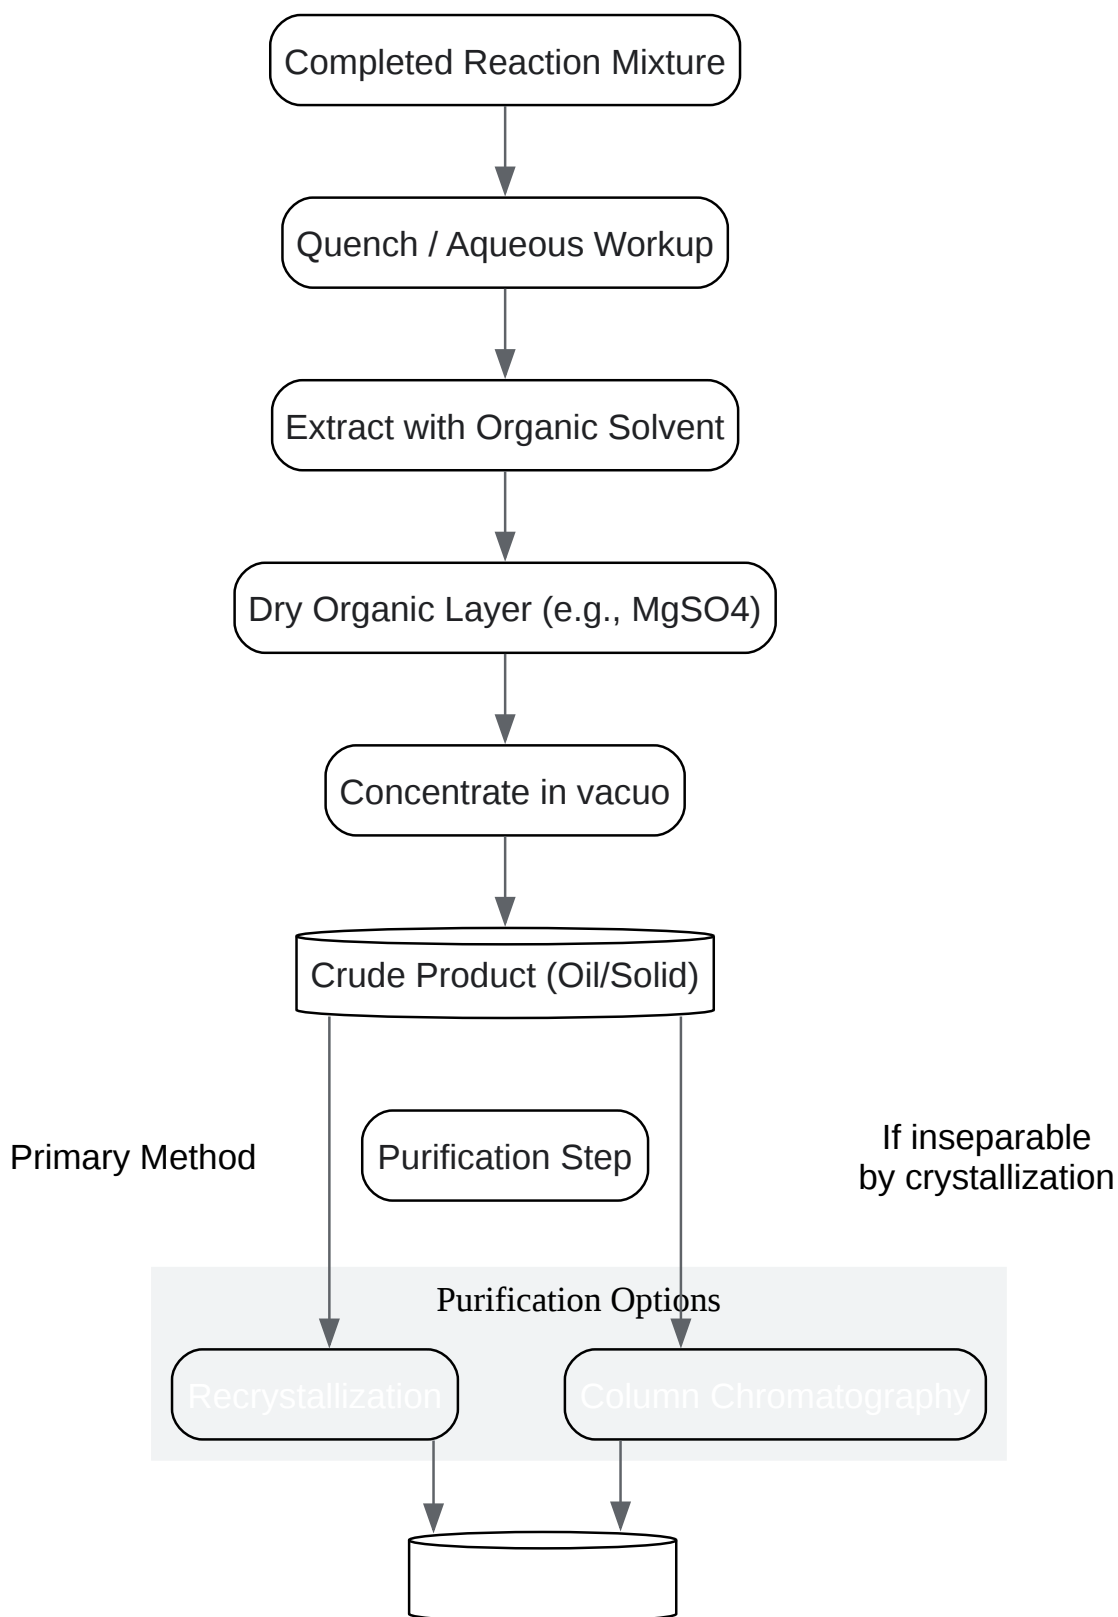 Completed Reaction Mixture
Quench / Aqueous Workup
Extract with Organic Solvent
Dry Organic Layer (e.g., MgSO4)
Concentrate in vacuo
Crude Product (Oil/Solid)
Primary Method
Purification Step
If inseparable
by crystallization
Purification Options
Recrystallization
Column Chromatography